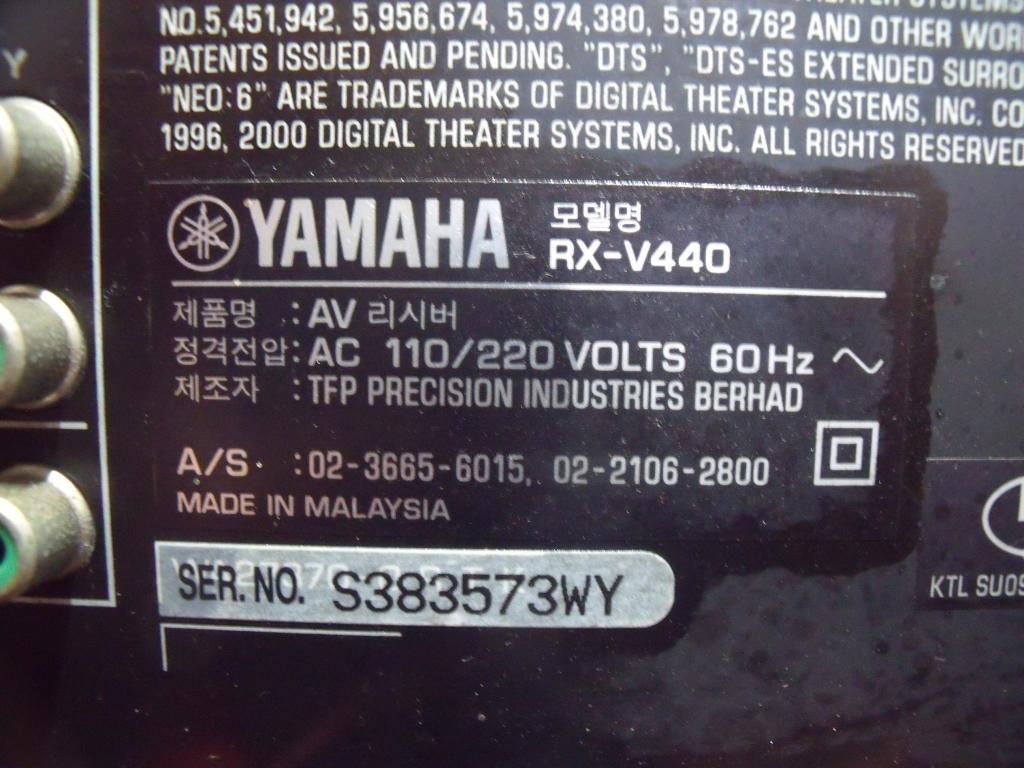 Y
NO.5,451,942, 5,956,674, 5,974,380, 5,978,762 AND OTHER
PATENTS ISSUED AND PENDING. "DTS", "DTS-ES EXTENDED
"NEO:6" ARE TRADEMARKS OF DIGITAL THEATER SYSTEMS, INC.
1996, 2000 DIGITAL THEATER SYSTEMS, INC. ALL RIGHTS RESERVED
YAMAHA 모델명
RX-V440
제품명 : AV 리시버
정격전압 : AC 110/220 VOLTS 60Hz
제조자 : TFP PRECISION INDUSTRIES BERHAD
A/S : 02-3665-6015, 02-2106-2800
MADE IN MALAYSIA
SER. NO. S383573WY
KTL